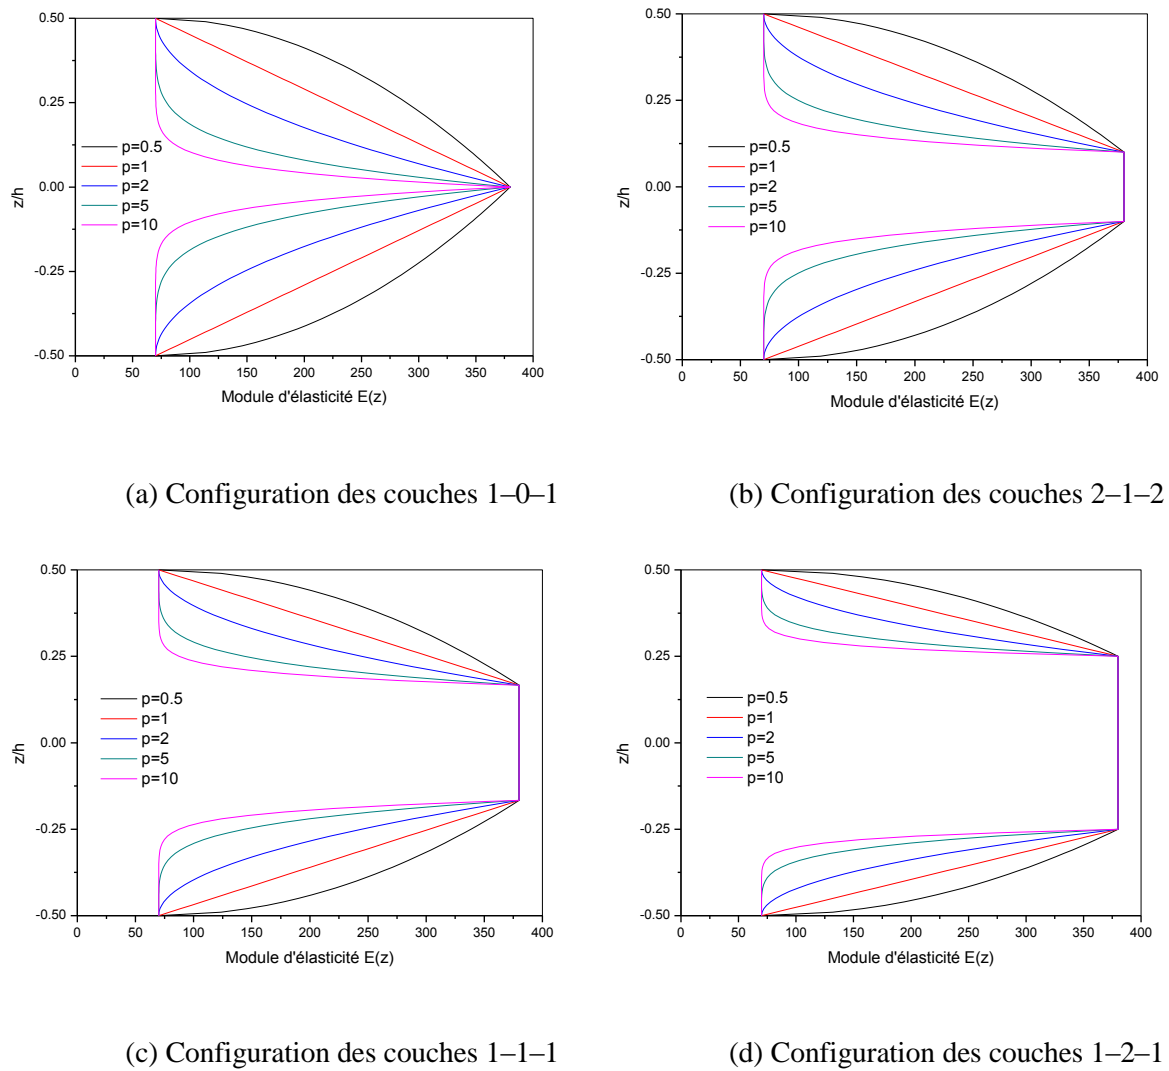 0.50
0.25
0.00
-0.25
-0.50
z/h
p=0.5
p=1
p=2
p=5
p=10
0 50 100 150 200 250 300 350 400
Module d'élasticité E(z)
(a) Configuration des couches 1–0–1
0.50
0.25
0.00
-0.25
-0.50
z/h
p=0.5
p=1
p=2
p=5
p=10
0 50 100 150 200 250 300 350 400
Module d'élasticité E(z)
(b) Configuration des couches 2–1–2
0.50
0.25
0.00
-0.25
-0.50
z/h
p=0.5
p=1
p=2
p=5
p=10
0 50 100 150 200 250 300 350 400
Module d'élasticité E(z)
(c) Configuration des couches 1–1–1
0.50
0.25
0.00
-0.25
-0.50
z/h
p=0.5
p=1
p=2
p=5
p=10
0 50 100 150 200 250 300 350 400
Module d'élasticité E(z)
(d) Configuration des couches 1–2–1